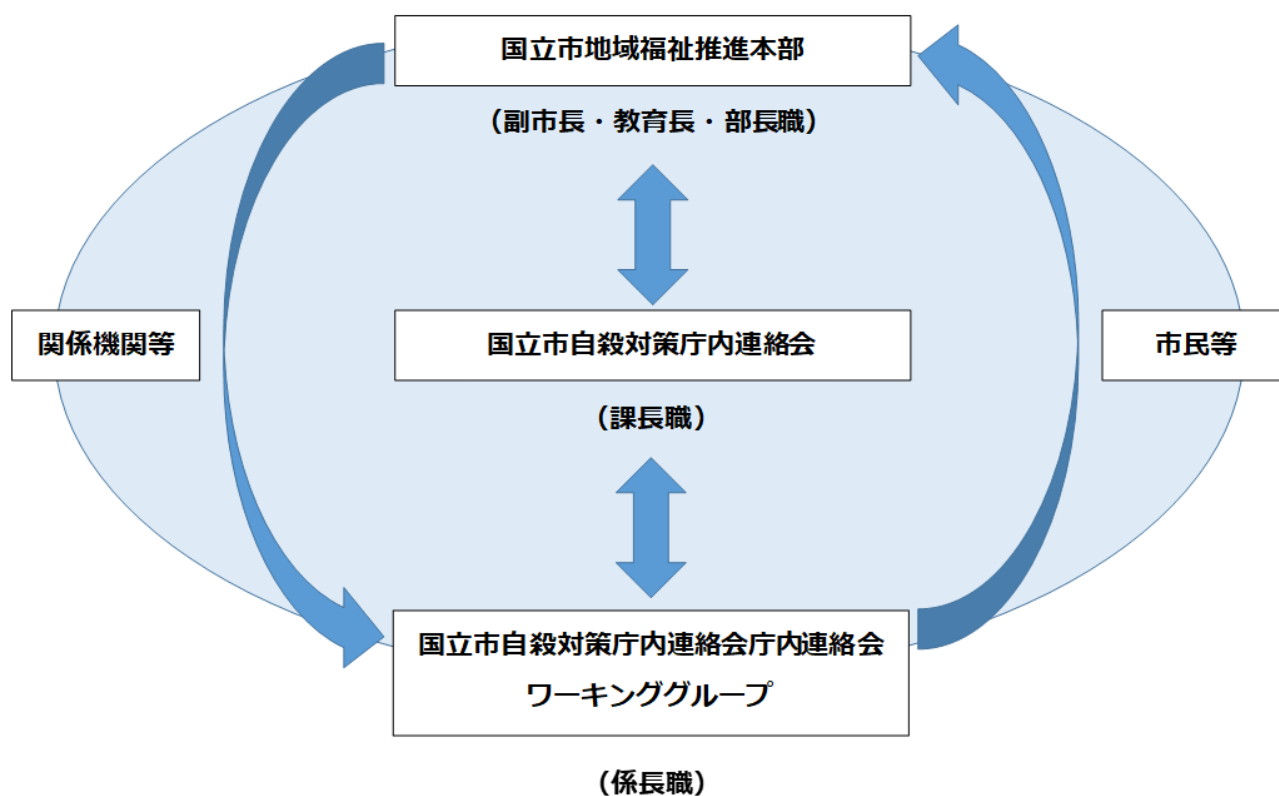 国立市地域福祉推進本部
（副市長・教育長・部長職）
関係機関等
国立市自殺対策庁内連絡会
市民等
（課長職）
国立市自殺対策庁内連絡会庁内連絡会
ワーキンググループ
（係長職）